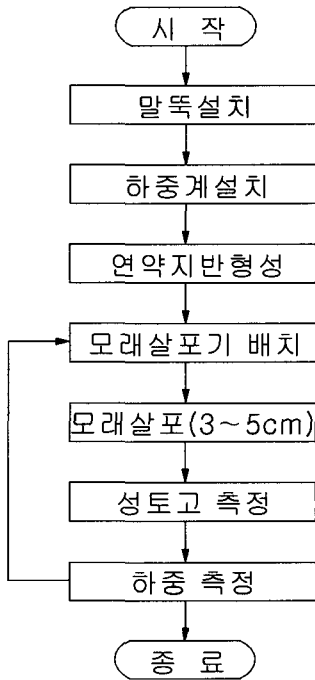 시 작
말뚝설치
하중계설치
연약지반형성
모래살포기 배치
모래살포(3~5cm)
성토고 측정
하중 측정
종 료